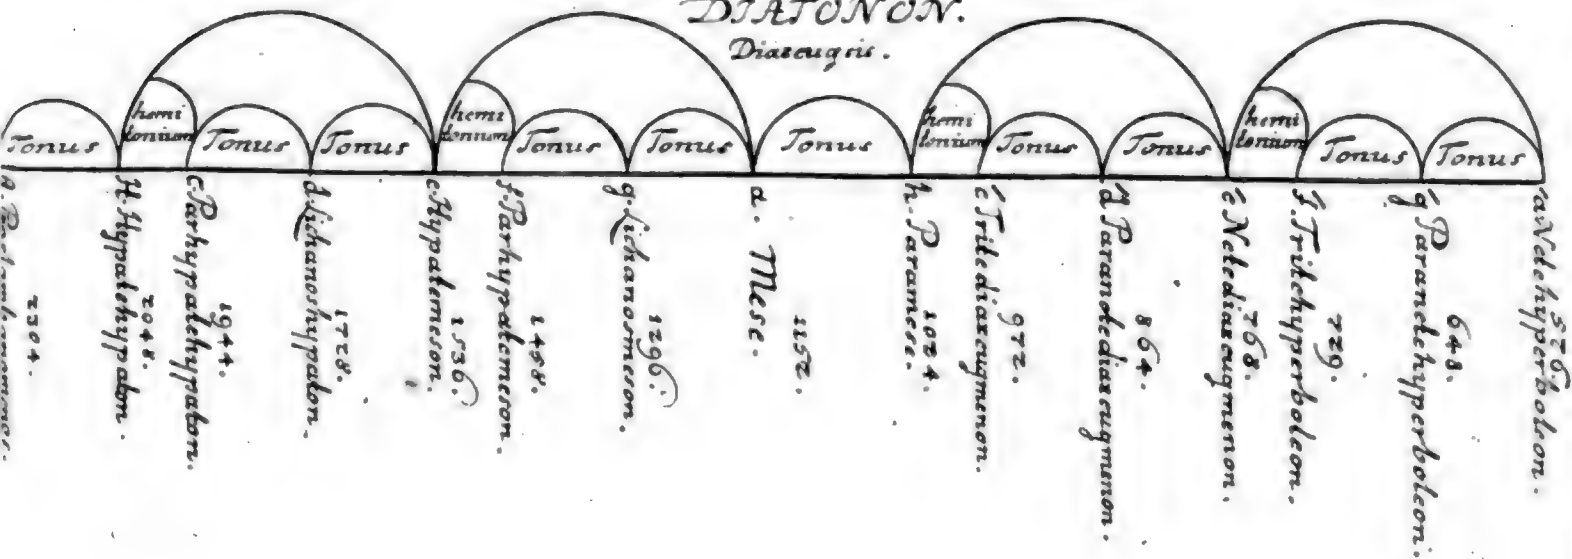 DIATONON.
Diazeugsis.
Tonus
hemi
tonium
Tonus
Tonus
hemi
tonium
Tonus
Tonus
Tonus
hemi
tonium
Tonus
Tonus
hemi
tonium
Tonus
Tonus
2304.
H. Hypatehypaton.
2048.
c. Parhypatehypaton.
1944.
d. Lichanoshypaton.
1728.
e. Hypatemeson.
1536.
f. Parhypatemeson.
1458.
g. Lichanosmeson.
1296.
a. Mese.
1152.
h. Paramese.
1024.
c Tritediazeugmenon.
972.
d Paranetediazeugmenon.
864.
e Netediazeugmenon.
768.
f. Tritehyperboleon.
729.
g Paranetehyperboleon.
648.
a Netehyperboleon.
576.